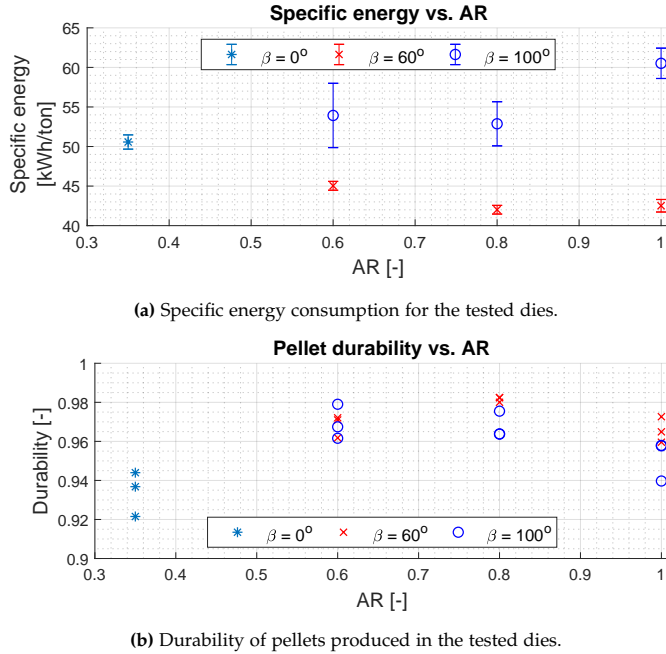 Specific energy vs. AR
65
60
55
50
45
40
Specific energy
[kWh/ton]
β = 0°
β = 60°
β = 100°
0.3 0.4 0.5 0.6 0.7 0.8 0.9 1
AR [-]
(a) Specific energy consumption for the tested dies.
Pellet durability vs. AR
1
0.98
0.96
0.94
0.92
0.9
Durability [-]
β = 0°
β = 60°
β = 100°
0.3 0.4 0.5 0.6 0.7 0.8 0.9 1
AR [-]
(b) Durability of pellets produced in the tested dies.